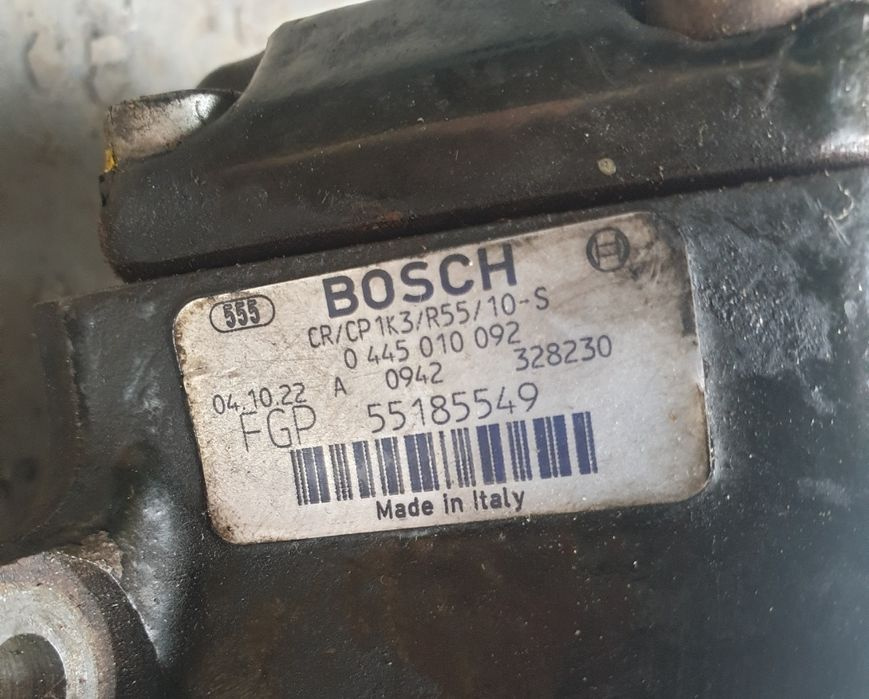 555 BOSCH
CR/CP1K3/R55/10-S
0 445 010 092
04.10.22 A 0942 328230
FGP 55185549
Made in Italy